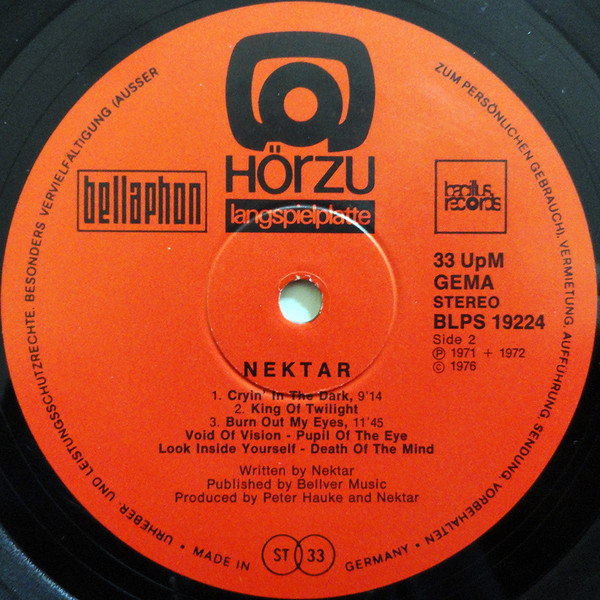 HÖRZU
langspielplatte
bellaphon
bacillus
records
33 UpM
GEMA
STEREO
BLPS 19224
Side 2
Ⓟ 1971 + 1972
© 1976
NEKTAR
1. Cryin' In The Dark, 9'14
2. King Of Twilight
3. Burn Out My Eyes, 11'45
Void Of Vision - Pupil Of The Eye
Look Inside Yourself - Death Of The Mind
Written by Nektar
Published by Bellver Music
Produced by Peter Hauke and Nektar
• URHEBER- UND LEISTUNGSSCHUTZRECHTE. BESONDERS VERVIELFÄLTIGUNG (AUSSER
ZUM PERSÖNLICHEN GEBRAUCH), VERMIETUNG, AUFFÜHRUNG, SENDUNG, VORBEHALTEN •
• MADE IN
ST 33
GERMANY •